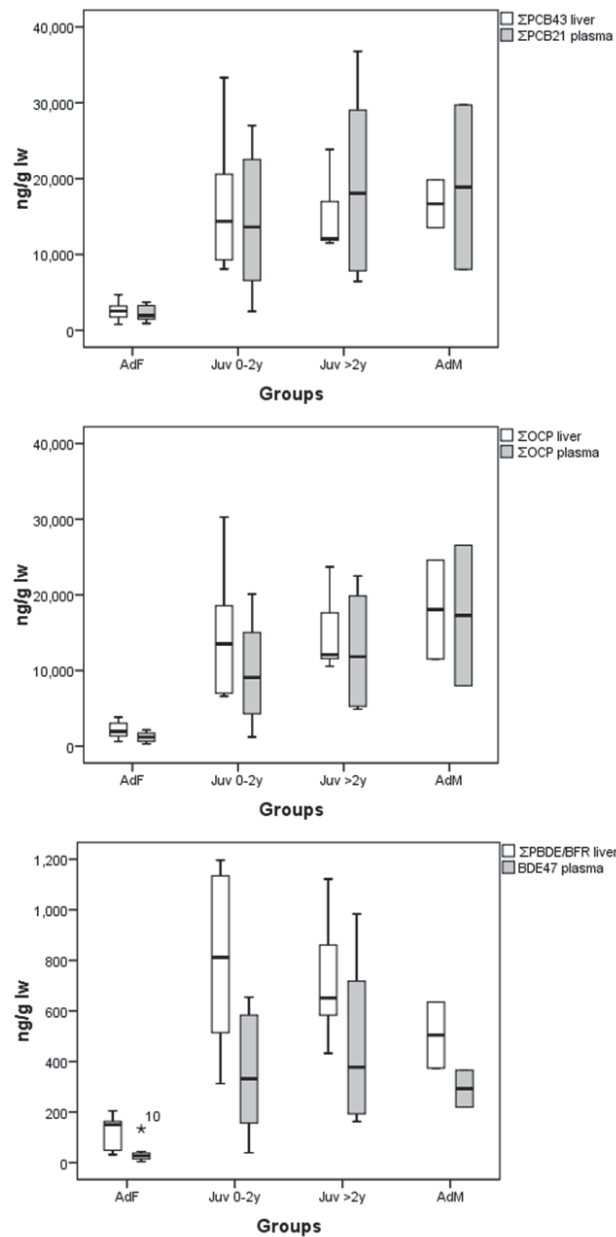 ΣPCB43 liver
ΣPCB21 plasma
40,000
30,000
20,000
10,000
0
ng/g lw
AdF Juv 0-2y Juv >2y AdM
Groups
ΣOCP liver
ΣOCP plasma
40,000
30,000
20,000
10,000
0
ng/g lw
AdF Juv 0-2y Juv >2y AdM
Groups
ΣPBDE/BFR liver
BDE47 plasma
1,200
1,000
800
600
400
200
0
ng/g lw
10
AdF Juv 0-2y Juv >2y AdM
Groups